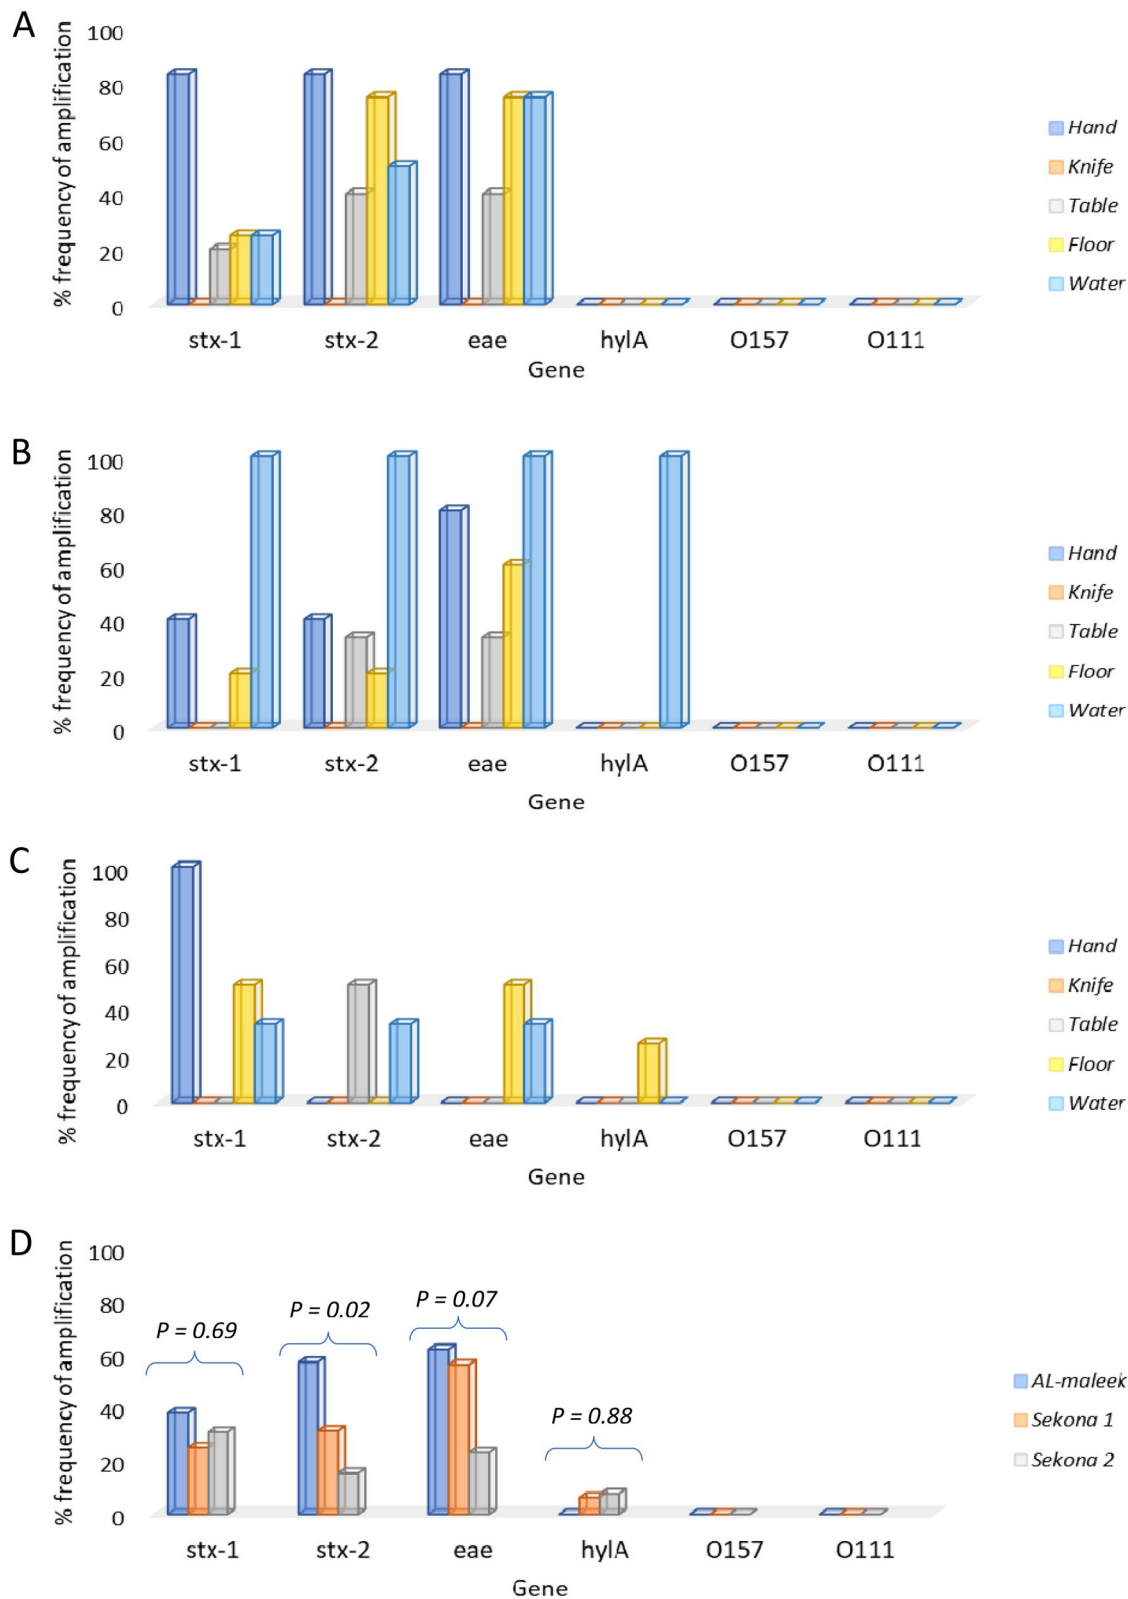 A
% frequency of amplification
100
80
60
40
20
0
stx-1 stx-2 eae hylA O157 O111
Gene
Hand
Knife
Table
Floor
Water
B
% frequency of amplification
100
80
60
40
20
0
stx-1 stx-2 eae hylA O157 O111
Gene
Hand
Knife
Table
Floor
Water
C
% frequency of amplification
100
80
60
40
20
0
stx-1 stx-2 eae hylA O157 O111
Gene
Hand
Knife
Table
Floor
Water
D
% frequency of amplification
100
80
60
40
20
0
P = 0.69
P = 0.02
P = 0.07
P = 0.88
stx-1 stx-2 eae hylA O157 O111
Gene
AL-maleek
Sekona 1
Sekona 2